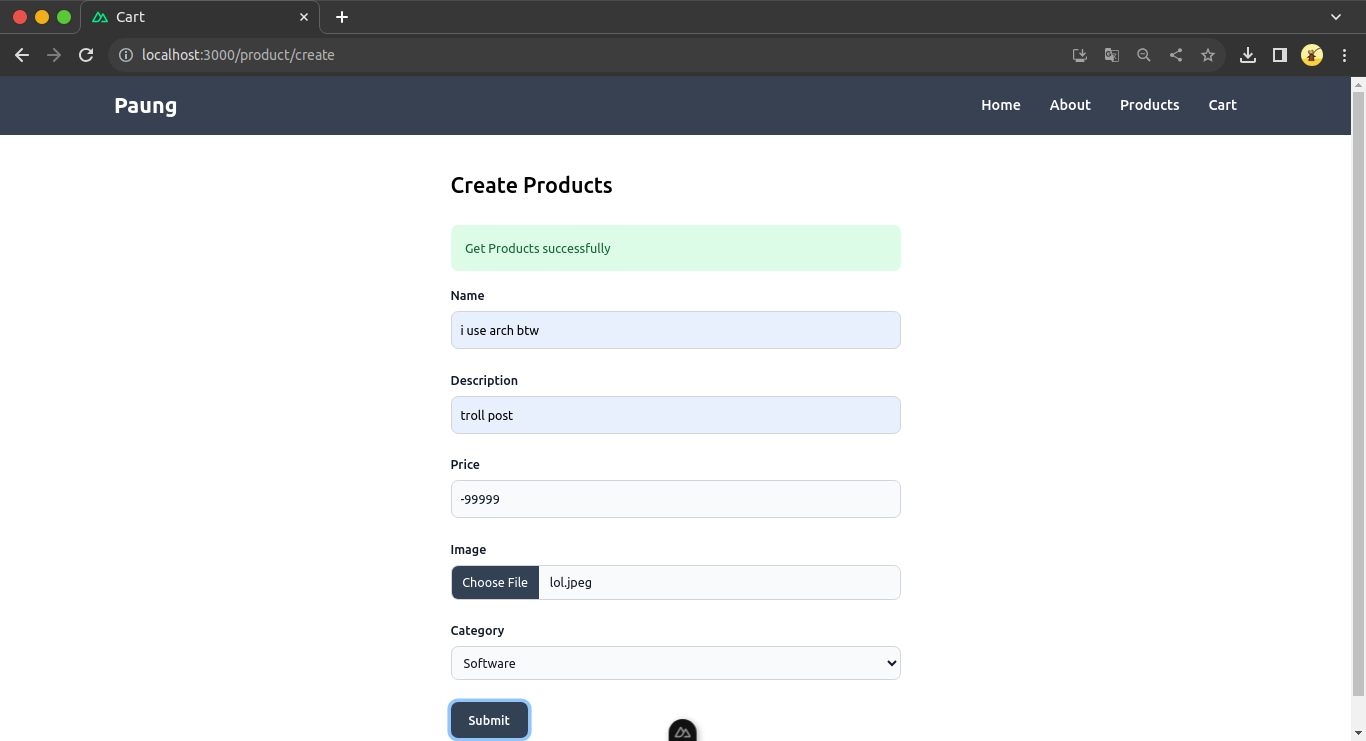 Cart
localhost:3000/product/create
Paung
Home About Products Cart
Create Products
Get Products successfully
Name
i use arch btw
Description
troll post
Price
-99999
Image
Choose File lol.jpeg
Category
Software
Submit